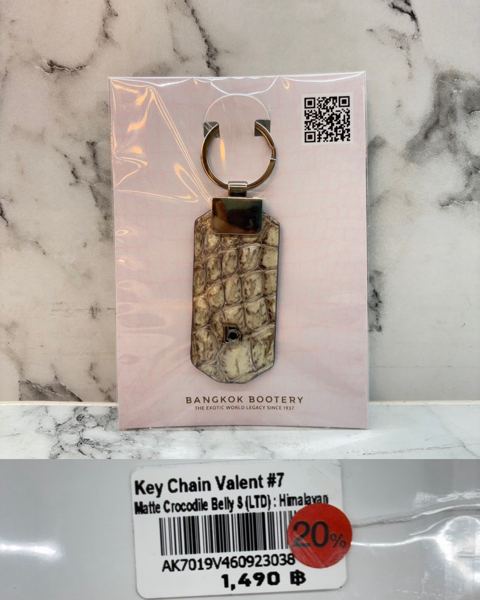 BANGKOK BOOTERY
THE EXOTIC WORLD LEGACY SINCE 1937
Key Chain Valent #7
Matte Crocodile Belly $ (LTD) : Himalayan
20%
AK7019V460923038
1,490 ฿